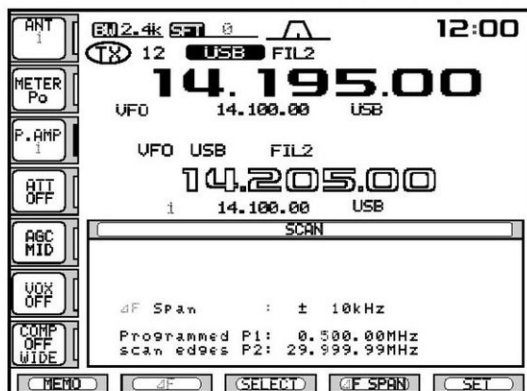 ANT
1
BW 2.4k SFT 0
12:00
TX 12 USB FIL2
14.195.00
VFO 14.100.00 USB
METER
Po
P.AMP
1
VFO USB FIL2
14.205.00
1 14.100.00 USB
ATT
OFF
AGC
MID
VOX
OFF
COMP
OFF
WIDE
SCAN
ΔF Span : ± 10kHz
Programmed P1: 0.500.00MHz
scan edges P2: 29.999.99MHz
MEMO ΔF SELECT ΔF SPAN SET